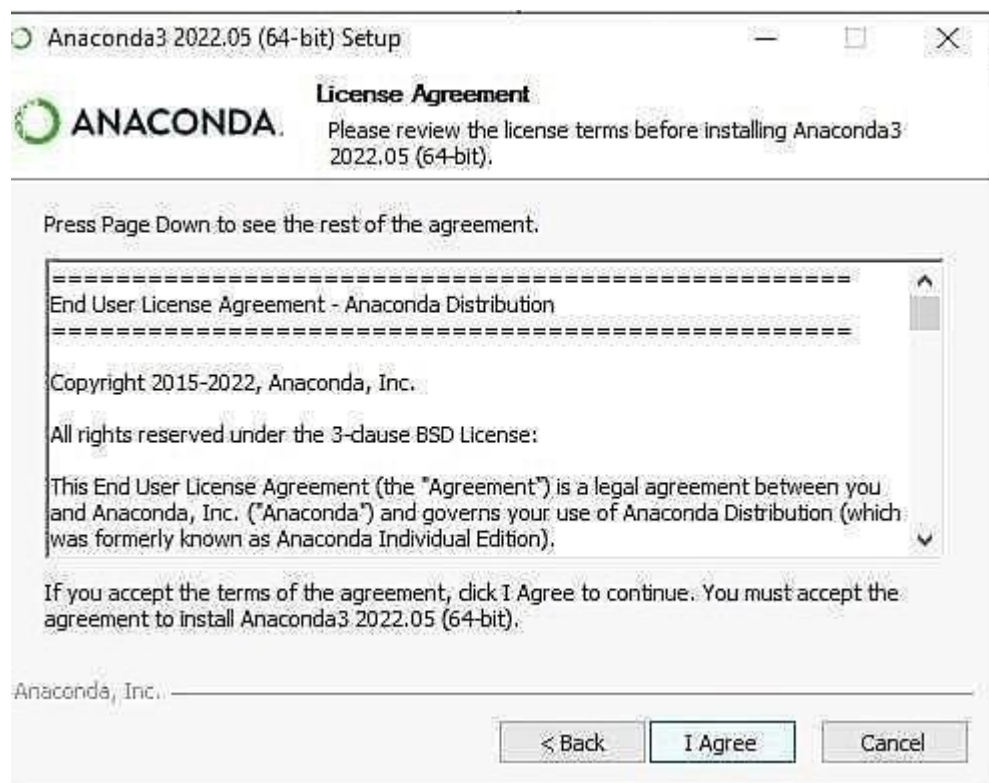 Anaconda3 2022.05 (64-bit) Setup
ANACONDA.
License Agreement
Please review the license terms before installing Anaconda3
2022.05 (64-bit).
Press Page Down to see the rest of the agreement.
==================================================
End User License Agreement - Anaconda Distribution
==================================================
Copyright 2015-2022, Anaconda, Inc.
All rights reserved under the 3-clause BSD License:
This End User License Agreement (the "Agreement") is a legal agreement between you
and Anaconda, Inc. ("Anaconda") and governs your use of Anaconda Distribution (which
was formerly known as Anaconda Individual Edition).
If you accept the terms of the agreement, click I Agree to continue. You must accept the
agreement to install Anaconda3 2022.05 (64-bit).
Anaconda, Inc.
< Back
I Agree
Cancel